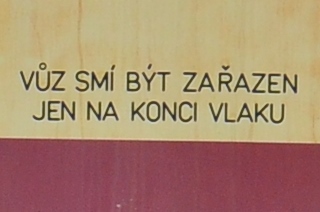 VŮZ SMÍ BÝT ZAŘAZEN
JEN NA KONCI VLAKU